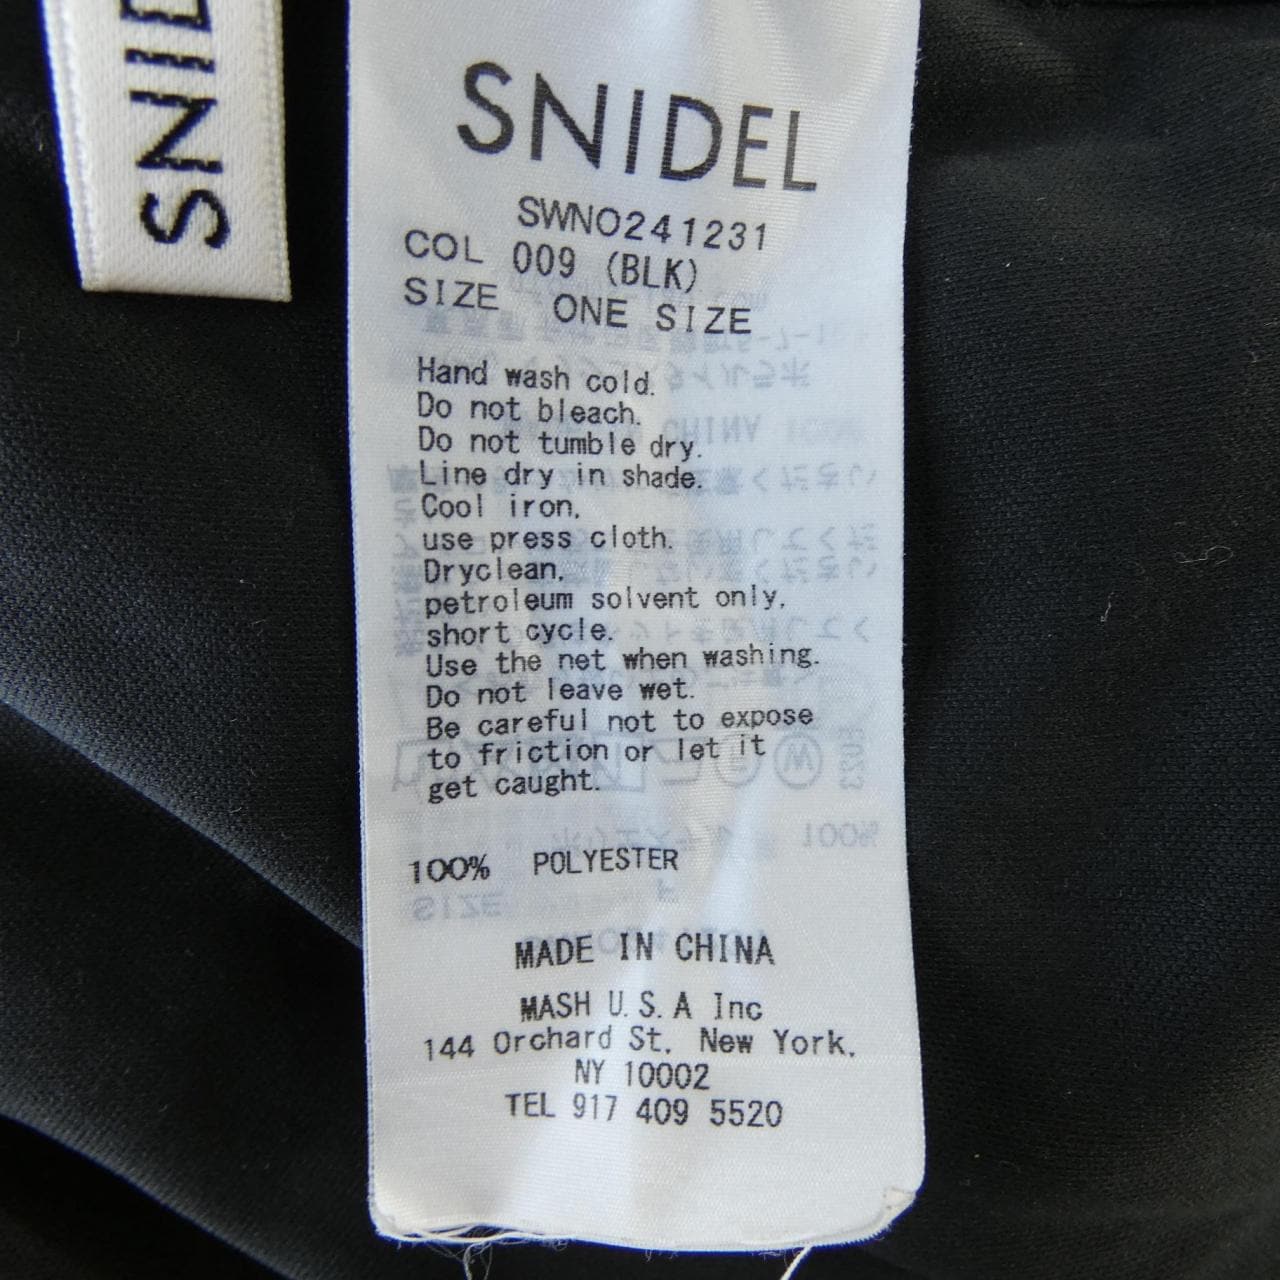 SNID
SNIDEL
SWNO241231
COL 009 (BLK)
SIZE ONE SIZE
Hand wash cold.
Do not bleach.
Do not tumble dry.
Line dry in shade.
Cool iron,
use press cloth.
Dryclean,
petroleum solvent only,
short cycle.
Use the net when washing.
Do not leave wet.
Be careful not to expose
to friction or let it
get caught.
100% POLYESTER
MADE IN CHINA
MASH U.S.A Inc
144 Orchard St, New York,
NY 10002
TEL 917 409 5520